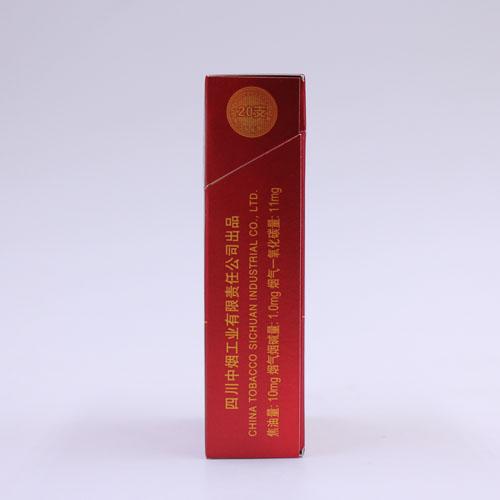 20支
四川中烟工业有限责任公司出品
CHINA TOBACCO SICHUAN INDUSTRIAL CO., LTD.
焦油量: 10mg 烟气烟碱量: 1.0mg 烟气一氧化碳量: 11mg